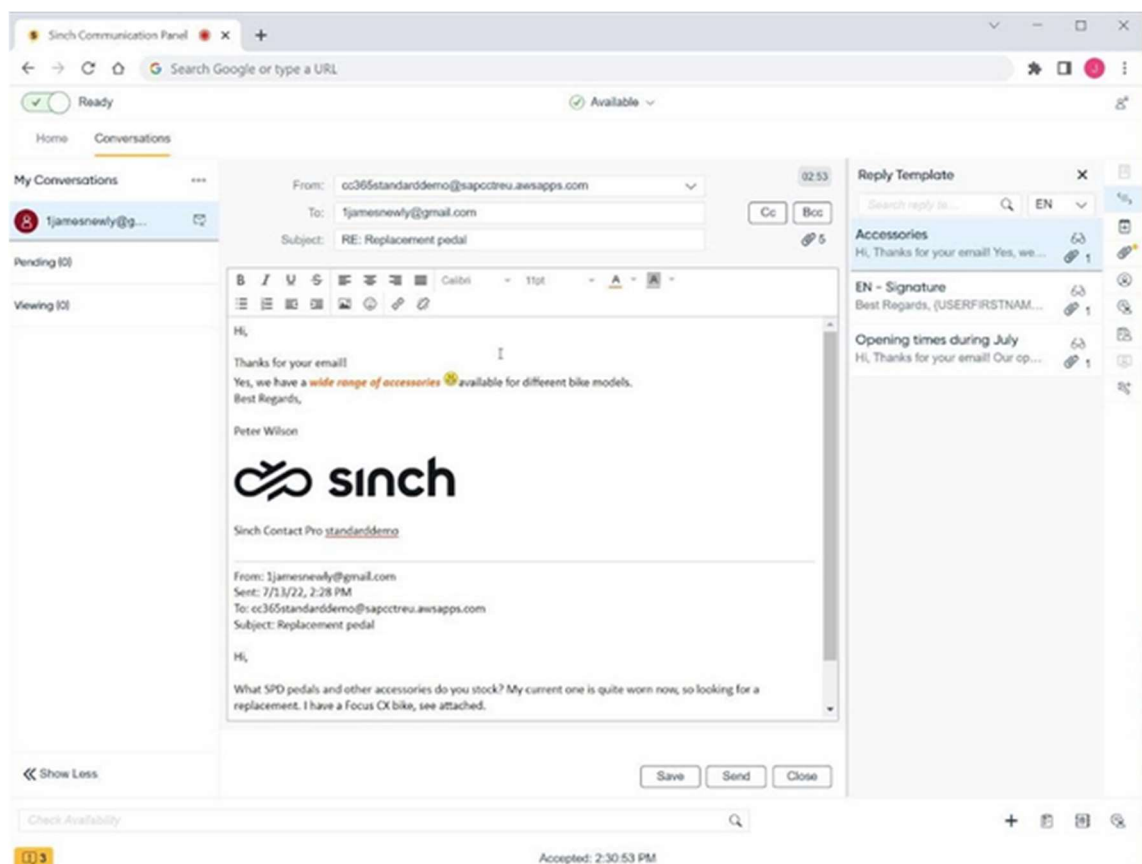 Sinch Communication Panel
Search Google or type a URL
J
Ready
Available
Home Conversations
My Conversations
1jamesnewly@g...
Pending (0)
Viewing (0)
From: cc365standarddemo@sapcctreu.awsapps.com
02:53
To: 1jamesnewly@gmail.com
Cc Bcc
Subject: RE: Replacement pedal
5
B I U S Calibri 11pt A A
Hi,
Thanks for your email!
Yes, we have a wide range of accessories available for different bike models.
Best Regards,
Peter Wilson
sinch
Sinch Contact Pro standarddemo
From: 1jamesnewly@gmail.com
Sent: 7/13/22, 2:28 PM
To: cc365standarddemo@sapcctreu.awsapps.com
Subject: Replacement pedal
Hi,
What SPD pedals and other accessories do you stock? My current one is quite worn now, so looking for a
replacement. I have a Focus CX bike, see attached.
Save Send Close
Reply Template
Search reply te... EN
Accessories
Hi, Thanks for your email! Yes, we... 1
EN - Signature
Best Regards, {USERFIRSTNAM... 1
Opening times during July
Hi, Thanks for your email! Our op... 1
Show Less
Check Availability
3
Accepted: 2:30:53 PM